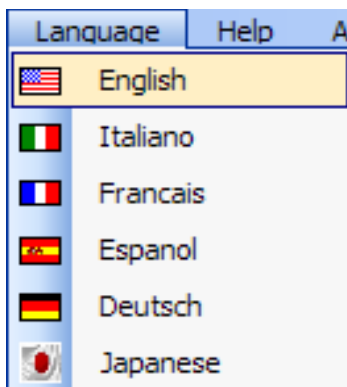 Language Help A
English
Italiano
Francais
Espanol
Deutsch
Japanese